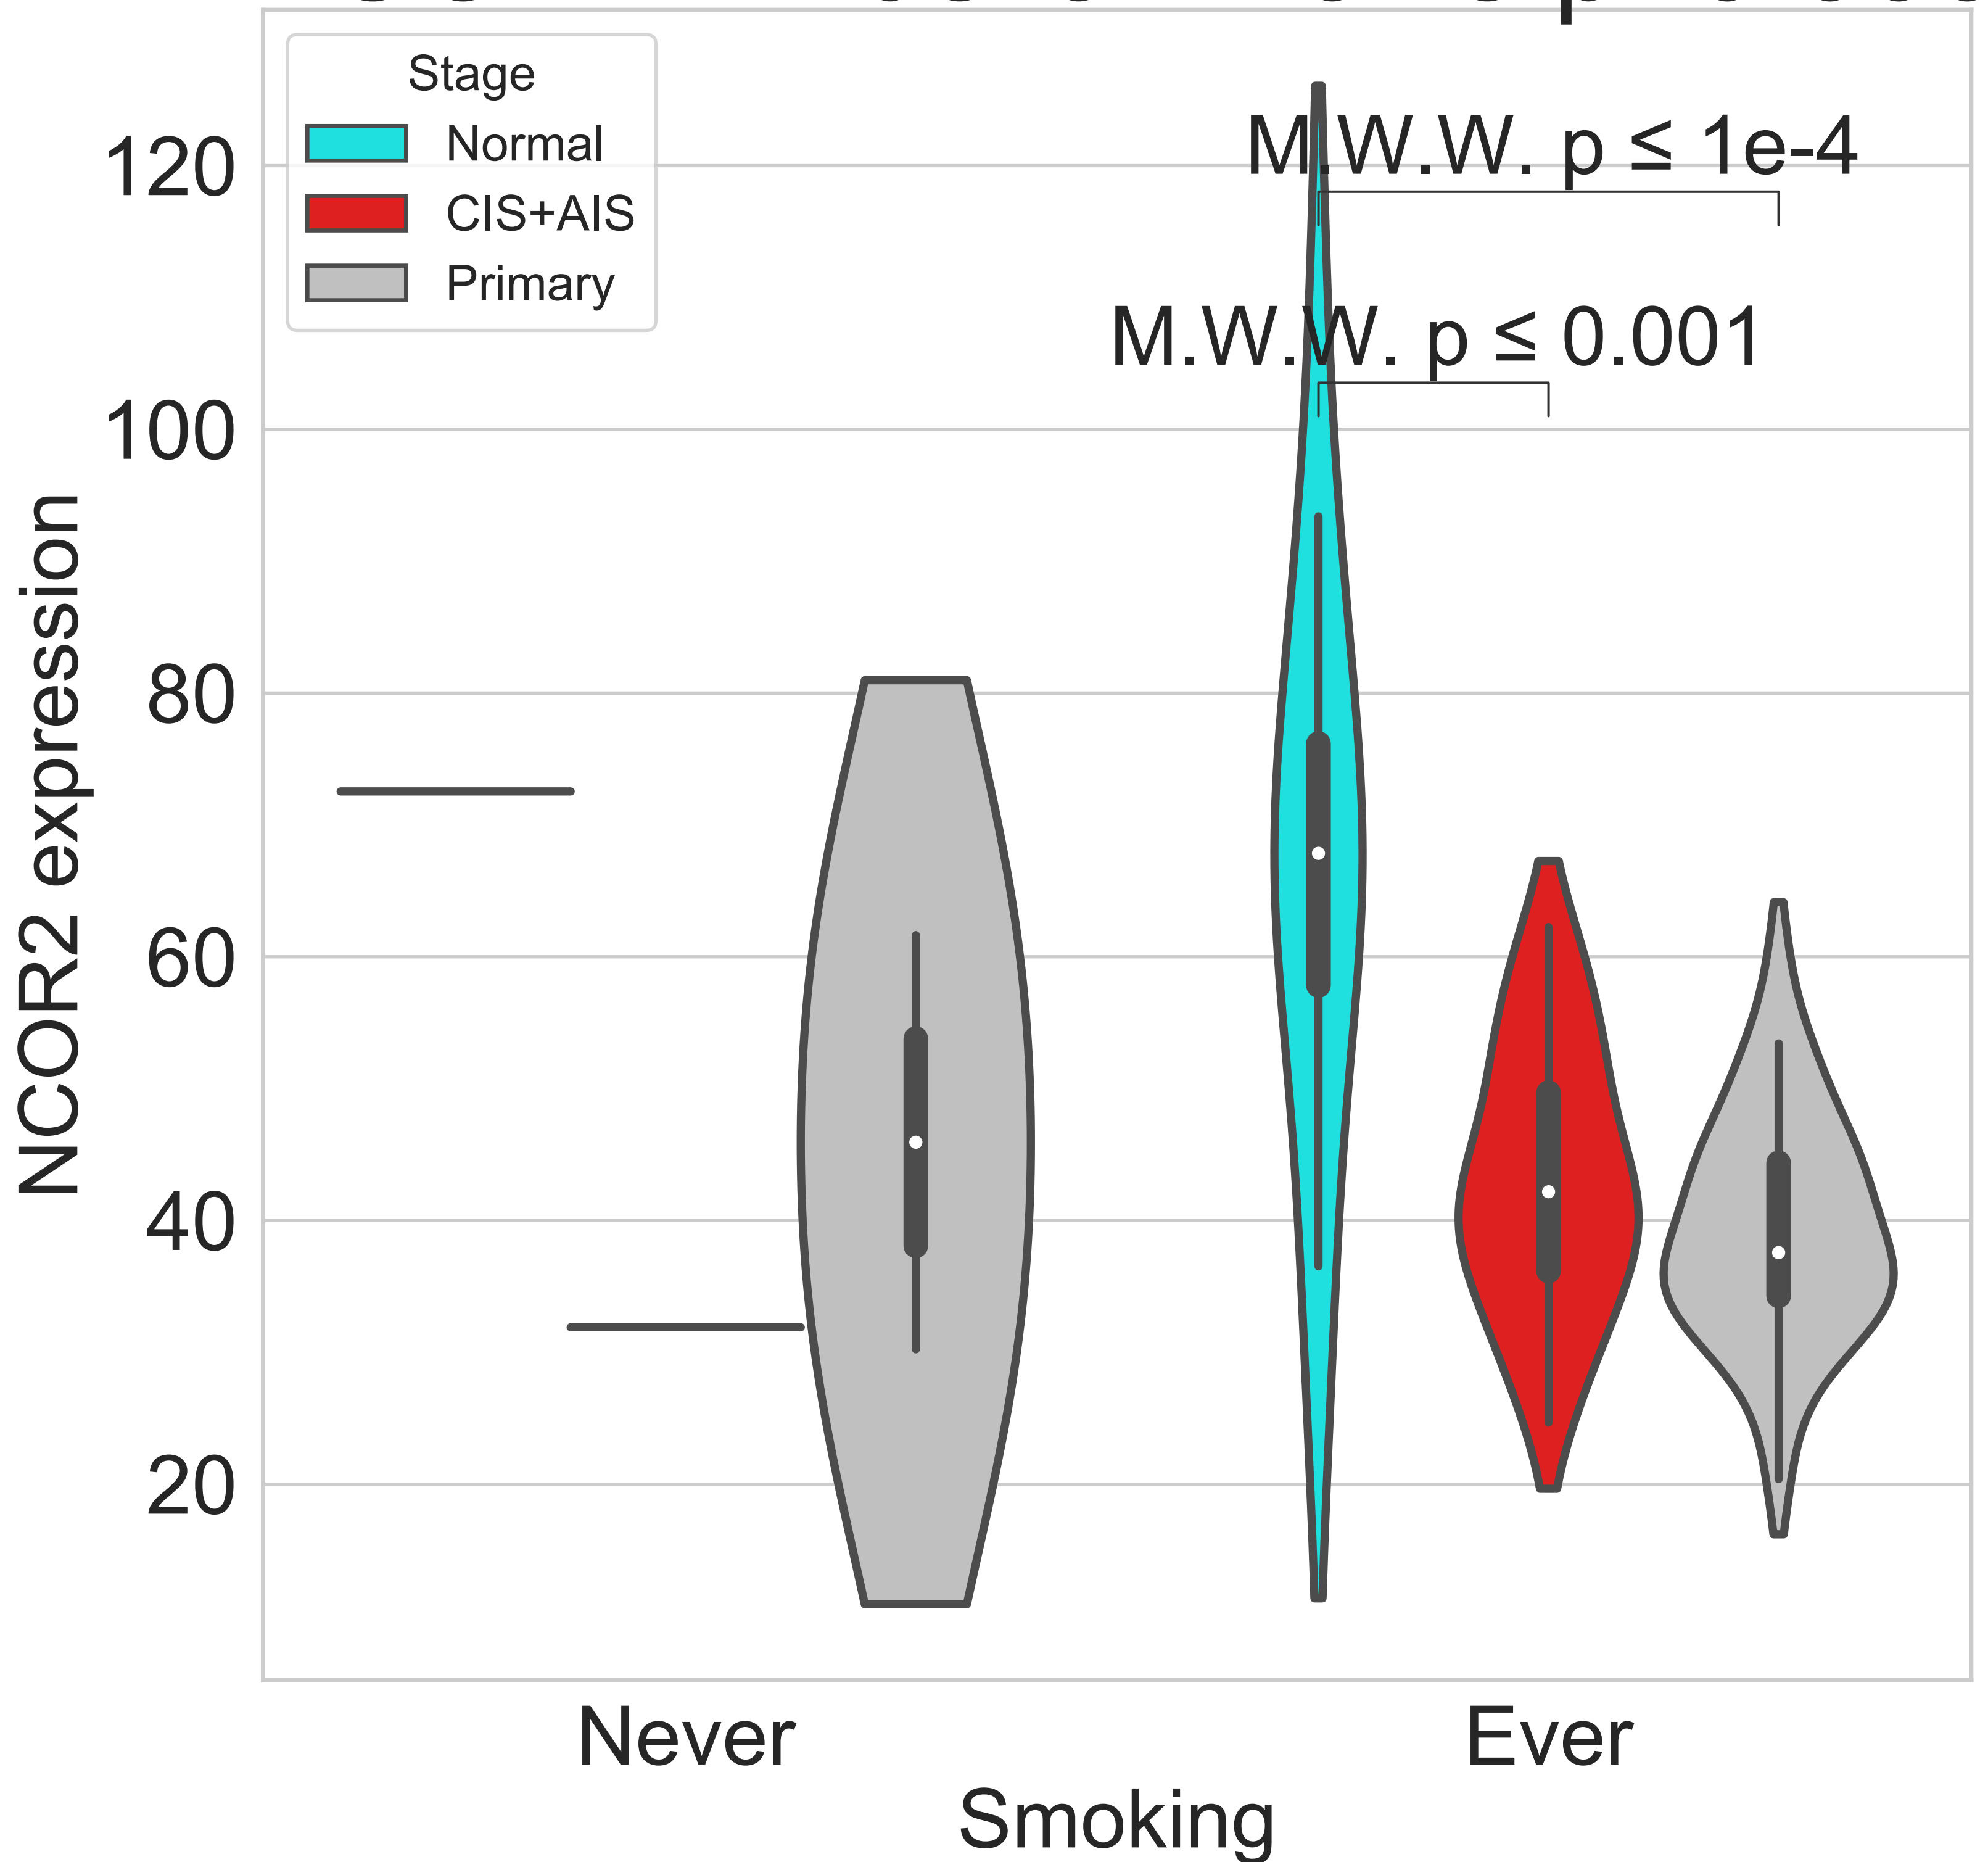 Stage
Normal
CIS+AIS
Primary
M.W.W. p ≤ 1e-4
M.W.W. p ≤ 0.001
120
100
80
60
40
20
NCOR2 expression
Never
Ever
Smoking